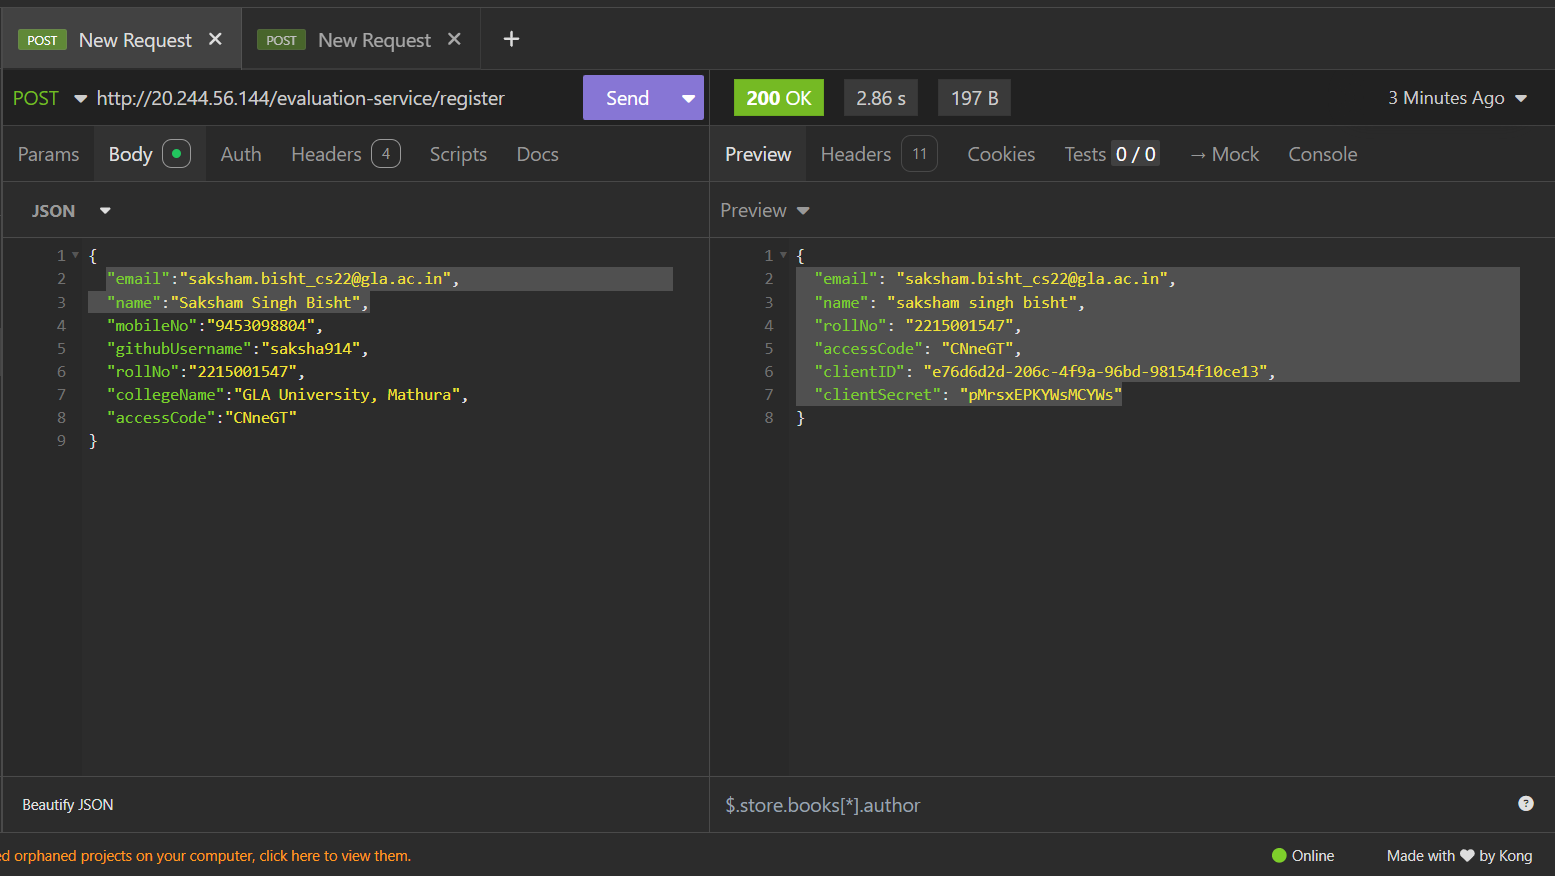 POST New Request × POST New Request × +
POST http://20.244.56.144/evaluation-service/register Send 200 OK 2.86 s 197 B 3 Minutes Ago
Params Body Auth Headers 4 Scripts Docs Preview Headers 11 Cookies Tests 0 / 0 → Mock Console
JSON Preview
1 {
2 "email":"saksham.bisht_cs22@gla.ac.in",
3 "name":"Saksham Singh Bisht",
4 "mobileNo":"9453098804",
5 "githubUsername":"saksha914",
6 "rollNo":"2215001547",
7 "collegeName":"GLA University, Mathura",
8 "accessCode":"CNneGT"
9 }
1 {
2 "email": "saksham.bisht_cs22@gla.ac.in",
3 "name": "saksham singh bisht",
4 "rollNo": "2215001547",
5 "accessCode": "CNneGT",
6 "clientID": "e76d6d2d-206c-4f9a-96bd-98154f10ce13",
7 "clientSecret": "pMrsxEPKYWsMCYWs"
8 }
Beautify JSON $.store.books[*].author ?
ed orphaned projects on your computer, click here to view them. Online Made with ♥ by Kong